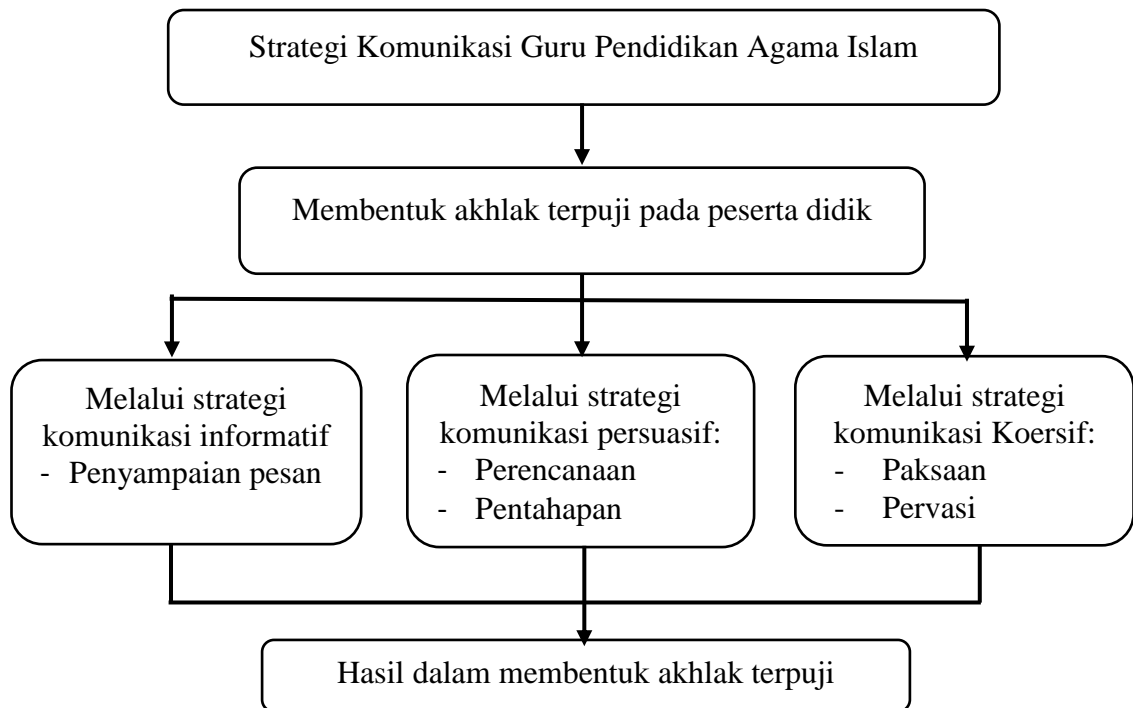 Strategi Komunikasi Guru Pendidikan Agama Islam
Membentuk akhlak terpuji pada peserta didik
Melalui strategi
komunikasi informatif
- Penyampaian pesan
Melalui strategi
komunikasi persuasif:
- Perencanaan
- Pentahapan
Melalui strategi
komunikasi Koersif:
- Paksaan
- Pervasi
Hasil dalam membentuk akhlak terpuji